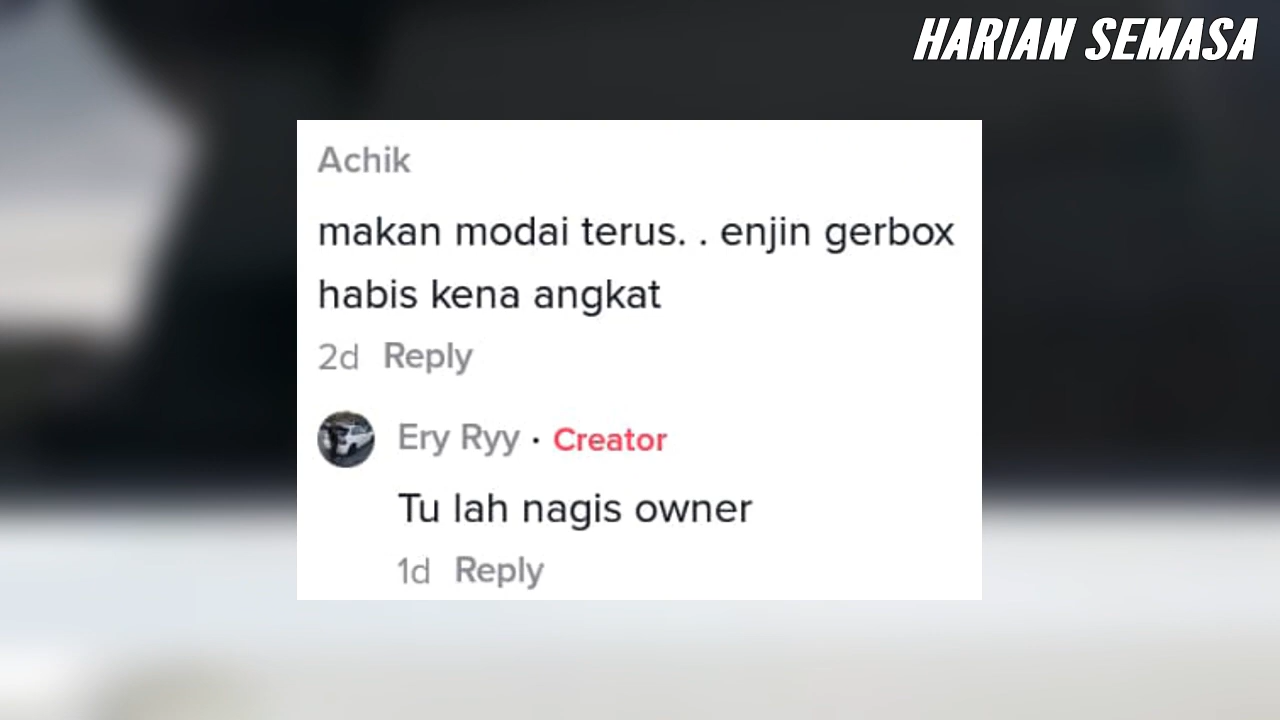 HARIAN SEMASA
Achik
makan modai terus. . enjin gerbox
habis kena angkat
2d Reply
Ery Ryy · Creator
Tu lah nagis owner
1d Reply